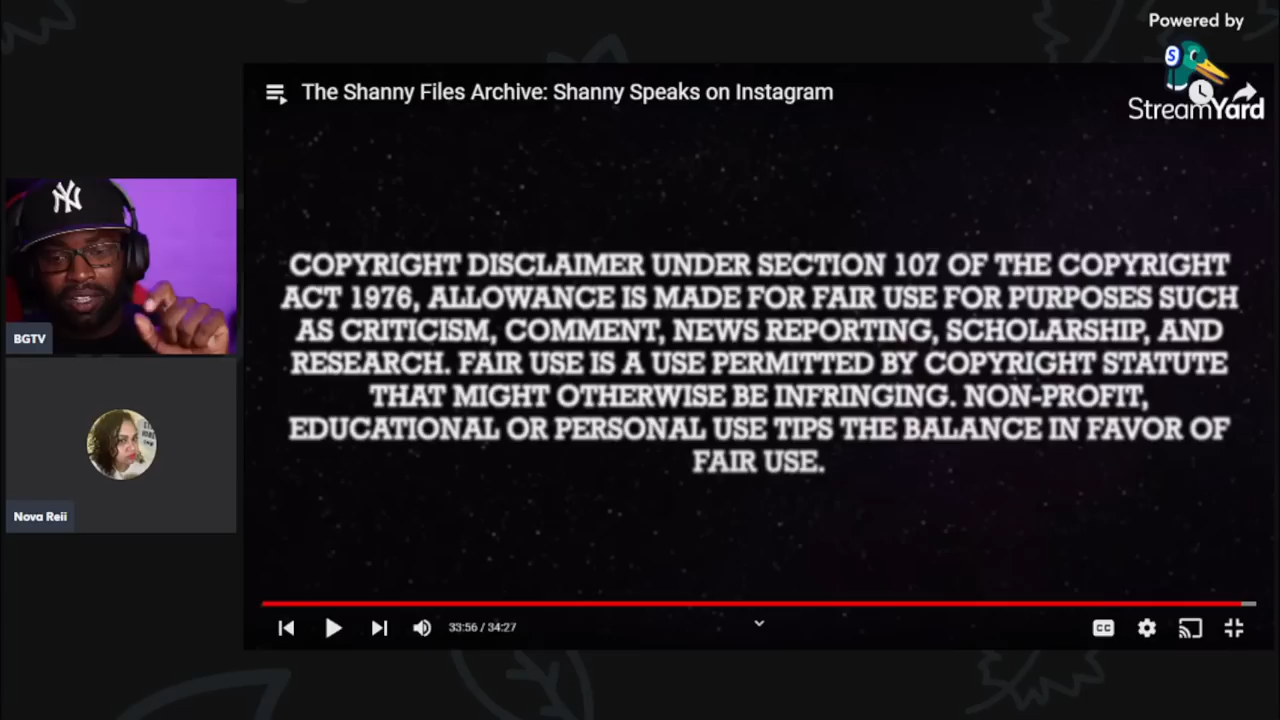 Powered by
StreamYard
The Shanny Files Archive: Shanny Speaks on Instagram
NY
BGTV
Nova Reii
COPYRIGHT DISCLAIMER UNDER SECTION 107 OF THE COPYRIGHT
ACT 1976, ALLOWANCE IS MADE FOR FAIR USE FOR PURPOSES SUCH
AS CRITICISM, COMMENT, NEWS REPORTING, SCHOLARSHIP, AND
RESEARCH. FAIR USE IS A USE PERMITTED BY COPYRIGHT STATUTE
THAT MIGHT OTHERWISE BE INFRINGING. NON-PROFIT,
EDUCATIONAL OR PERSONAL USE TIPS THE BALANCE IN FAVOR OF
FAIR USE.
33:56 / 34:27
CC